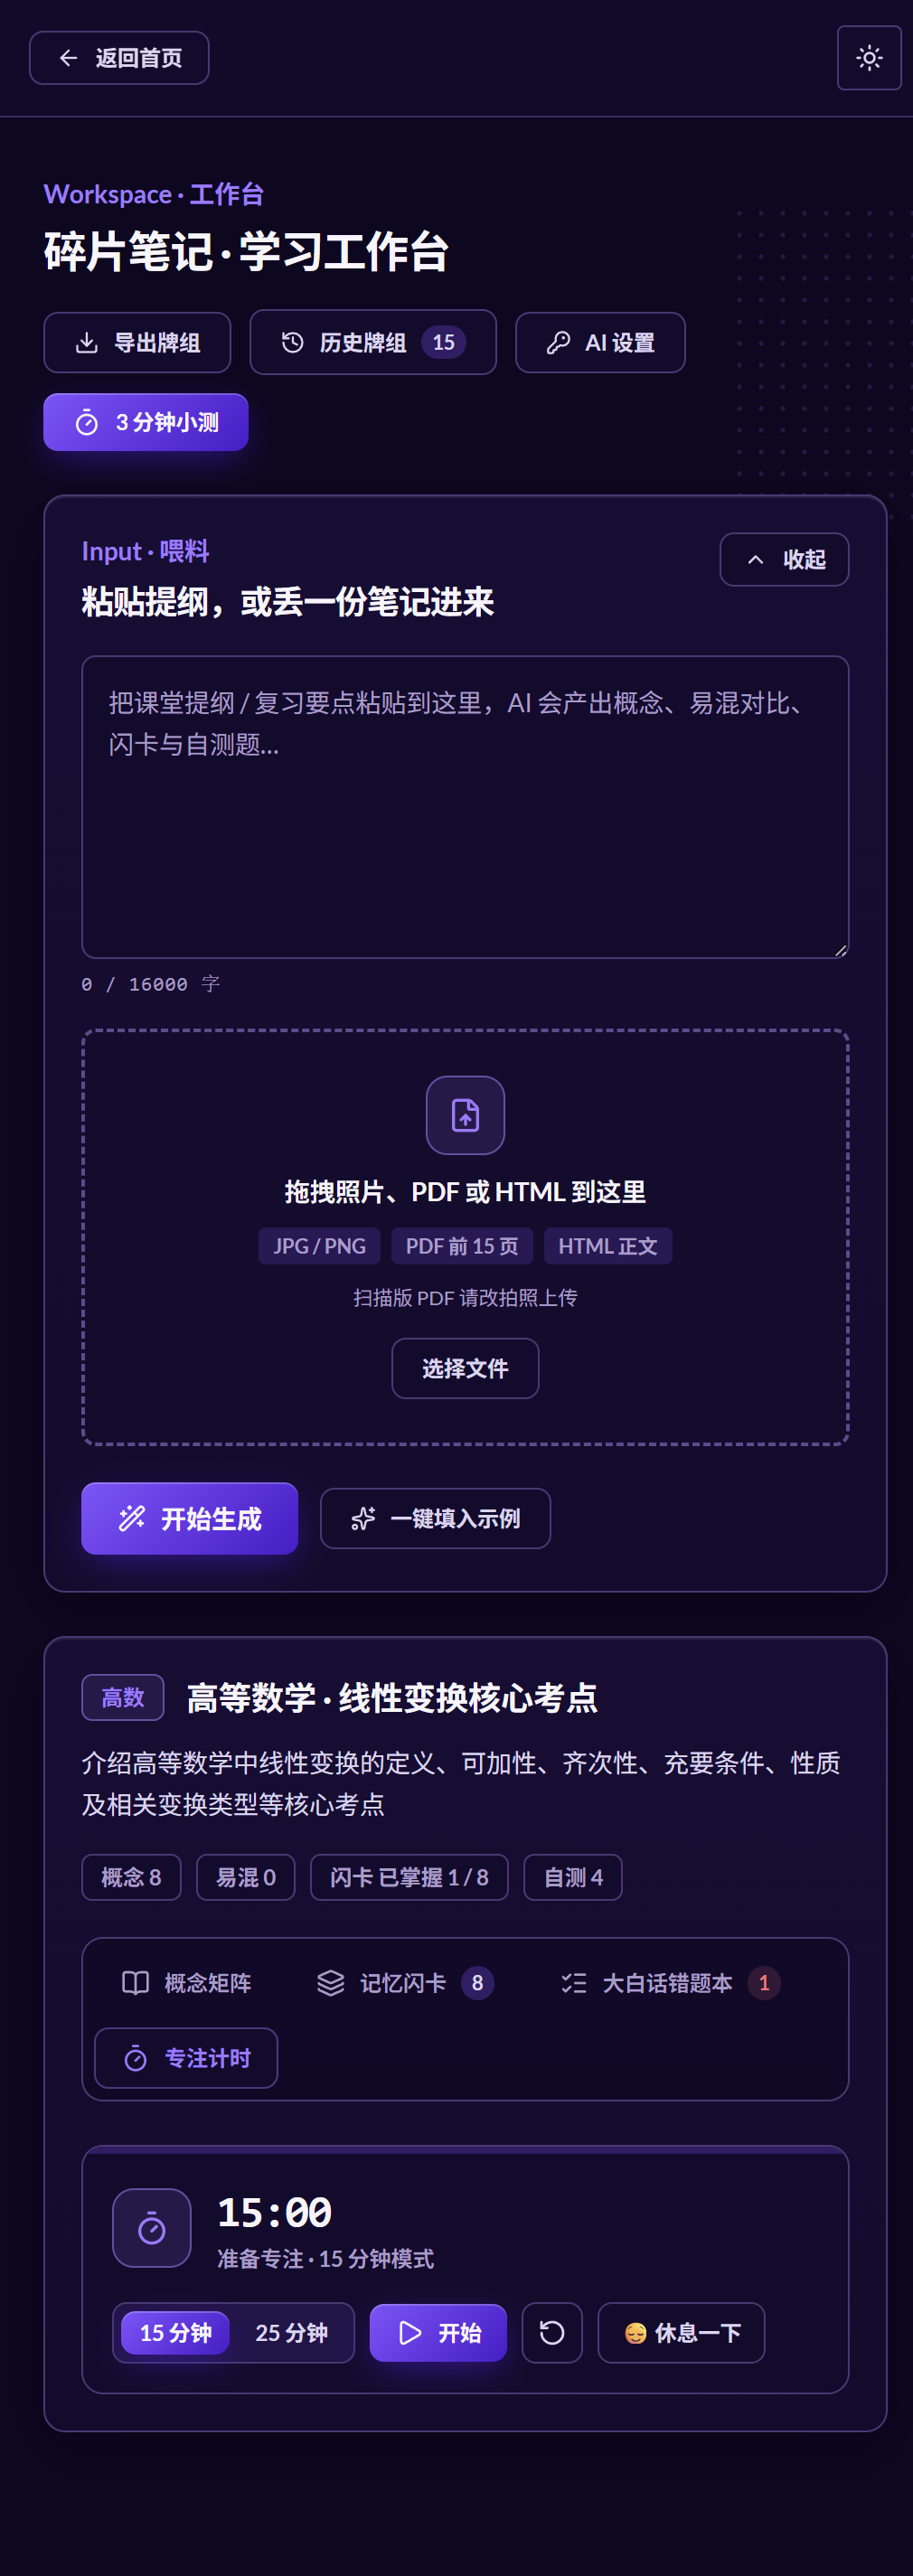 返回首页
Workspace · 工作台
碎片笔记 · 学习工作台
导出牌组
历史牌组 15
AI 设置
3 分钟小测
Input · 喂料
收起
粘贴提纲，或丢一份笔记进来
把课堂提纲 / 复习要点粘贴到这里，AI 会产出概念、易混对比、
闪卡与自测题...
0 / 16000 字
拖拽照片、PDF 或 HTML 到这里
JPG / PNG
PDF 前 15 页
HTML 正文
扫描版 PDF 请改拍照上传
选择文件
开始生成
一键填入示例
高数
高等数学 · 线性变换核心考点
介绍高等数学中线性变换的定义、可加性、齐次性、充要条件、性质
及相关变换类型等核心考点
概念 8
易混 0
闪卡 已掌握 1 / 8
自测 4
概念矩阵
记忆闪卡 8
大白话错题本 1
专注计时
15:00
准备专注 · 15 分钟模式
15 分钟
25 分钟
开始
休息一下